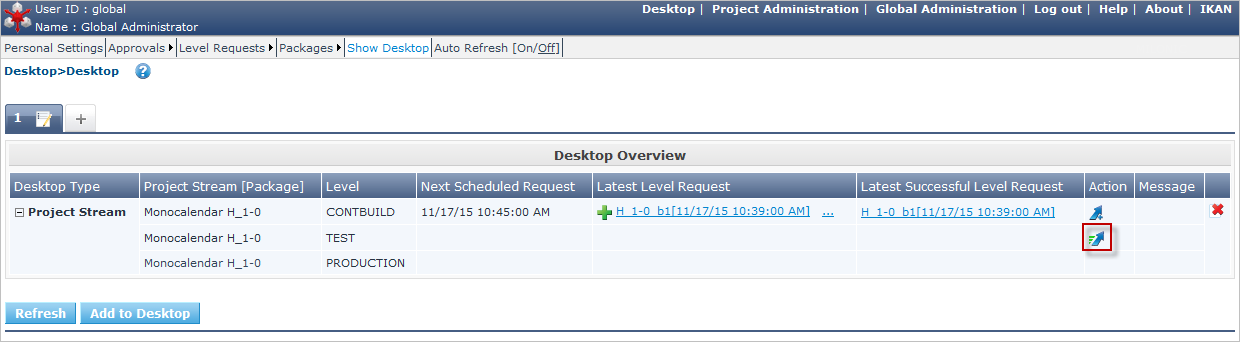 User ID : global
Name : Global Administrator
Desktop | Project Administration | Global Administration | Log out | Help | About | IKAN
Personal Settings | Approvals | Level Requests | Packages | Show Desktop | Auto Refresh [On/Off]
Desktop>Desktop ?
1 +
Desktop Overview
Desktop Type Project Stream [Package] Level Next Scheduled Request Latest Level Request Latest Successful Level Request Action Message
Project Stream Monocalendar H_1-0 CONTBUILD 11/17/15 10:45:00 AM H_1-0_b1[11/17/15 10:39:00 AM] ... H_1-0_b1[11/17/15 10:39:00 AM]
Monocalendar H_1-0 TEST
Monocalendar H_1-0 PRODUCTION
Refresh Add to Desktop